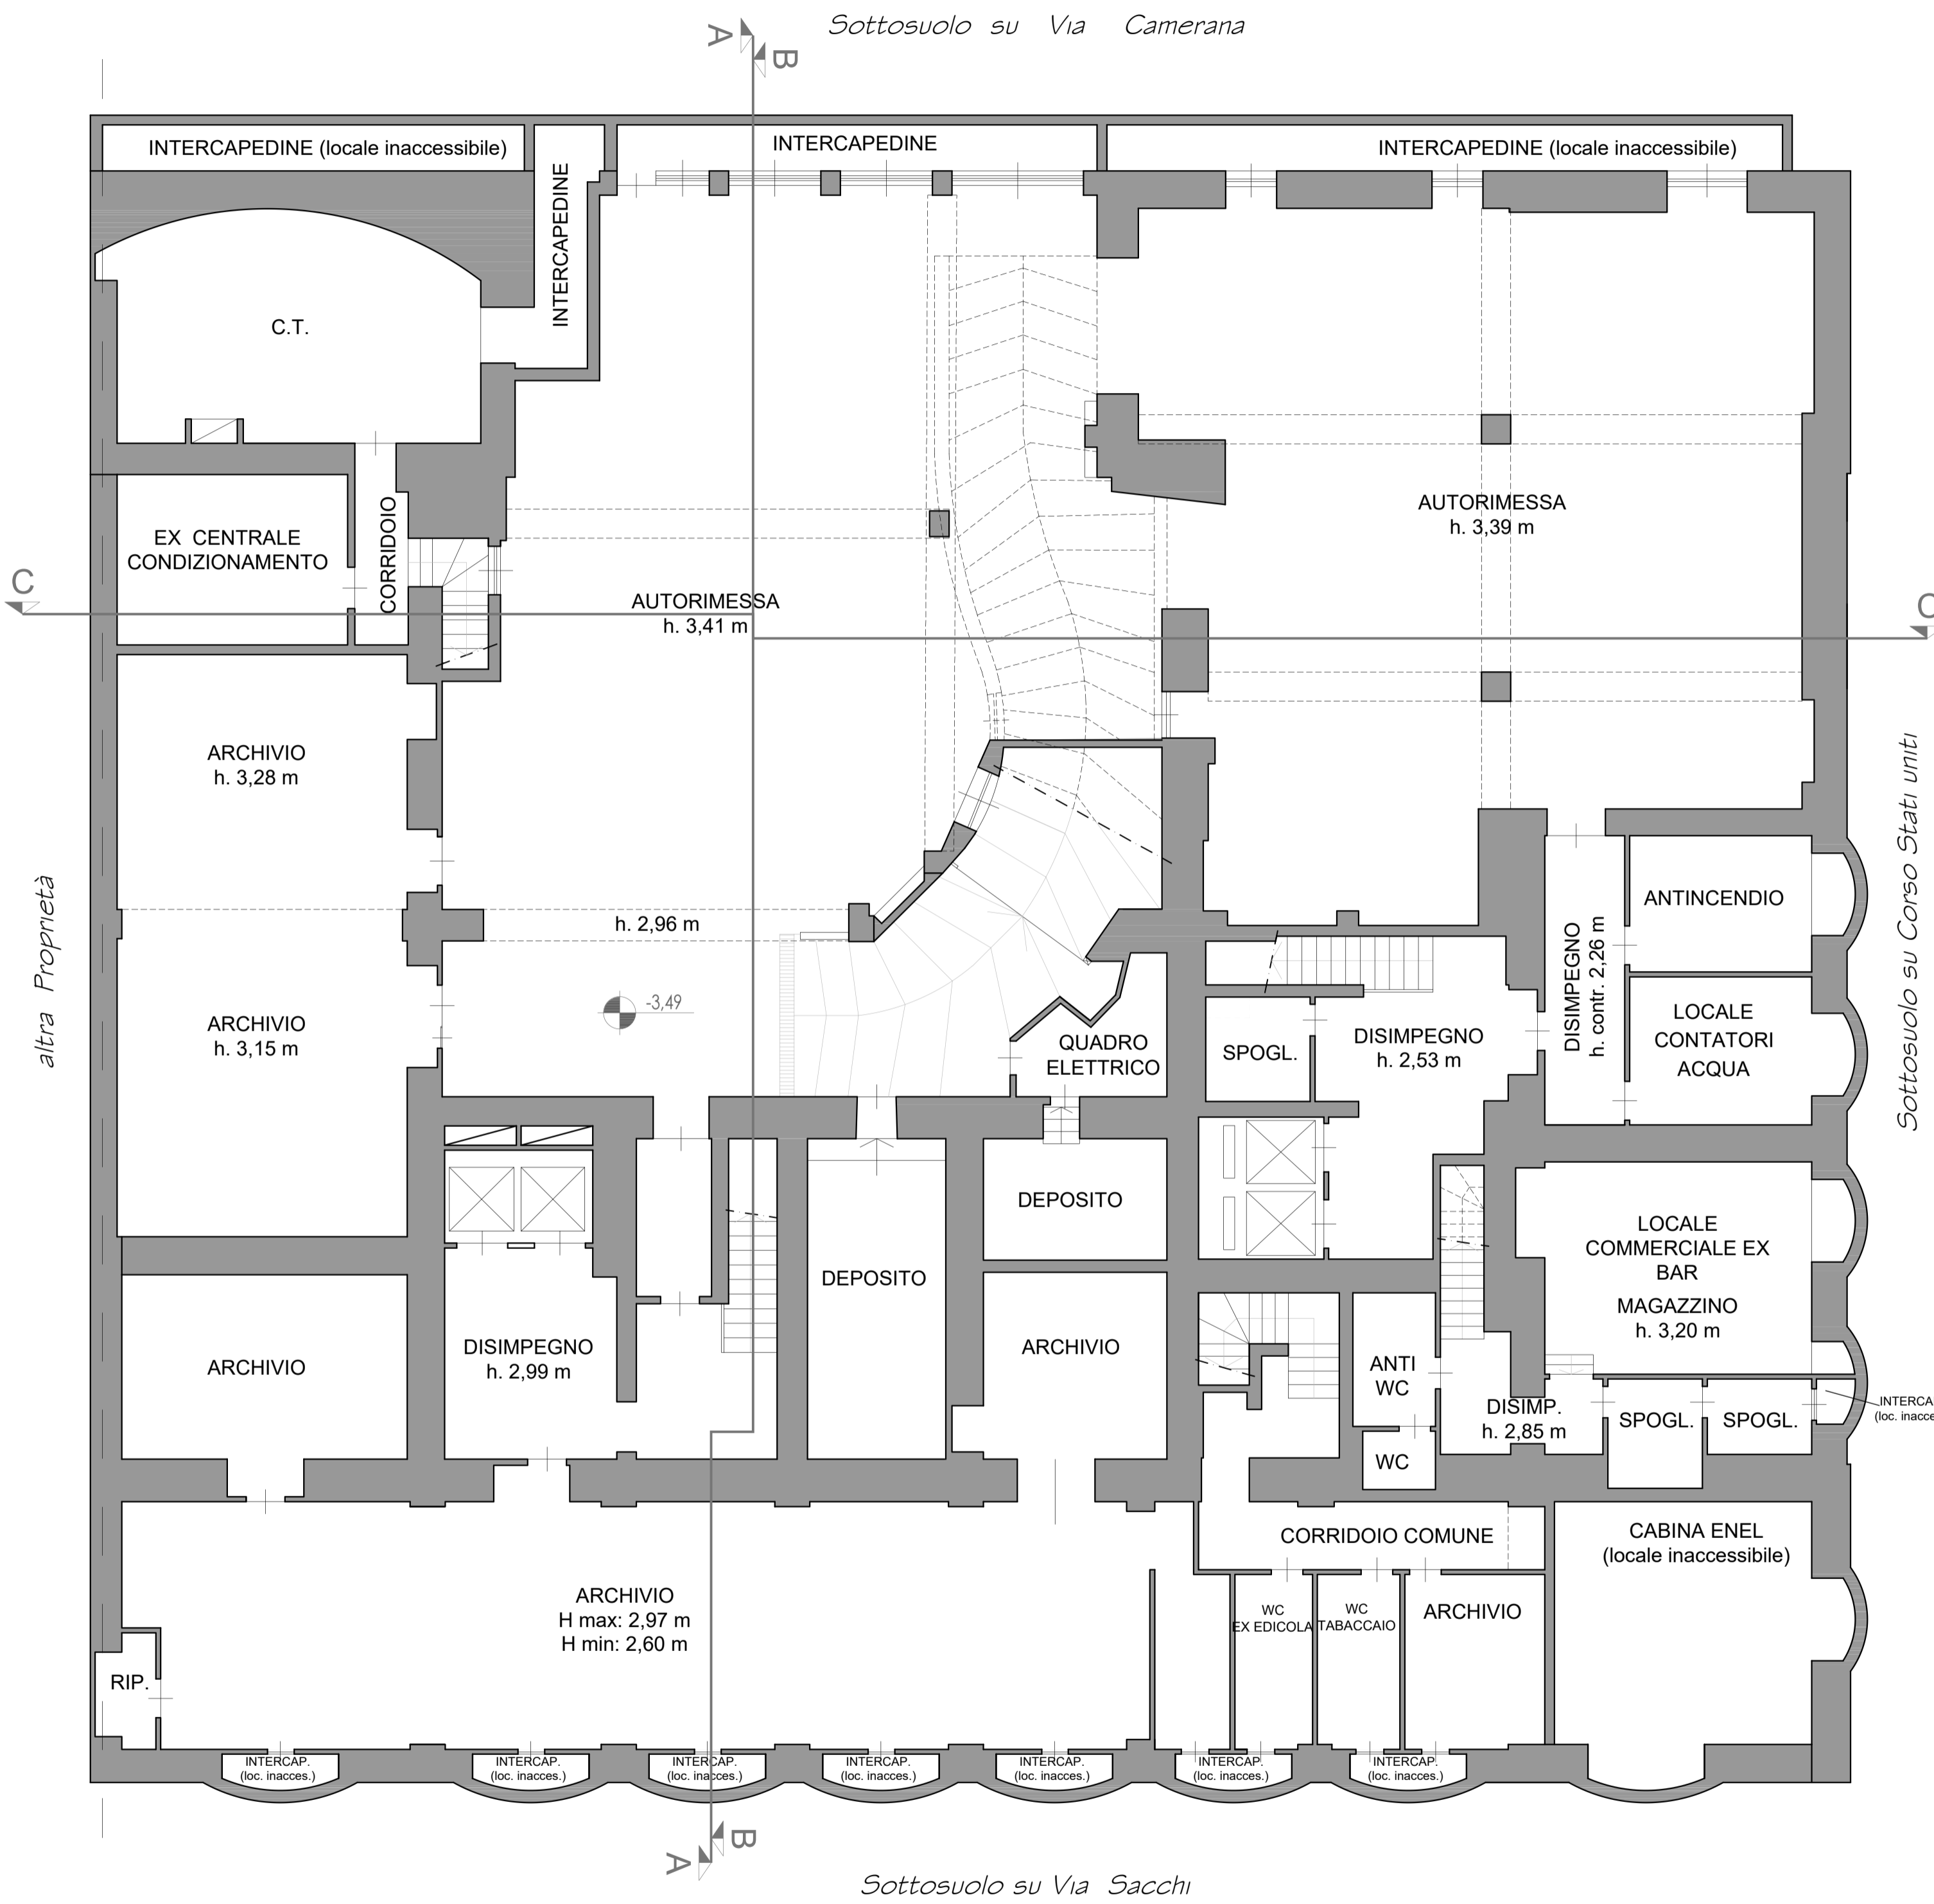 Sottosuolo su Via Camerana
A
B
INTERCAPEDINE (locale inaccessibile)
INTERCAPEDINE
INTERCAPEDINE (locale inaccessibile)
INTERCAPEDINE
C.T.
EX CENTRALE
CONDIZIONAMENTO
CORRIDOIO
AUTORIMESSA
h. 3,39 m
C
AUTORIMESSA
h. 3,41 m
C
ARCHIVIO
h. 3,28 m
altra Proprietà
Sottosuolo su Corso Stati uniti
h. 2,96 m
ANTINCENDIO
DISIMPEGNO
h. contr. 2,26 m
-3,49
ARCHIVIO
h. 3,15 m
QUADRO
ELETTRICO
SPOGL.
DISIMPEGNO
h. 2,53 m
LOCALE
CONTATORI
ACQUA
DEPOSITO
DEPOSITO
LOCALE
COMMERCIALE EX
BAR
MAGAZZINO
h. 3,20 m
ARCHIVIO
DISIMPEGNO
h. 2,99 m
ARCHIVIO
ANTI
WC
DISIMP.
h. 2,85 m
SPOGL.
SPOGL.
INTERCA
(loc. inacce
WC
CORRIDOIO COMUNE
CABINA ENEL
(locale inaccessibile)
ARCHIVIO
H max: 2,97 m
H min: 2,60 m
WC
EX EDICOLA
WC
TABACCAIO
ARCHIVIO
RIP.
INTERCAP.
(loc. inacces.)
INTERCAP.
(loc. inacces.)
INTERCAP.
(loc. inacces.)
INTERCAP.
(loc. inacces.)
INTERCAP.
(loc. inacces.)
INTERCAP.
(loc. inacces.)
INTERCAP.
(loc. inacces.)
B
A
Sottosuolo su Via Sacchi